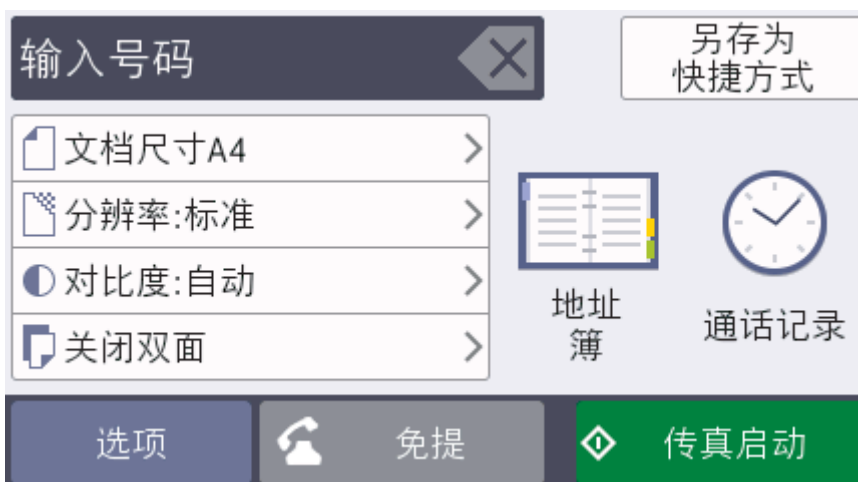 输入号码
另存为
快捷方式
文档尺寸A4
分辨率:标准
对比度:自动
关闭双面
地址
簿
通话记录
选项
免提
传真启动